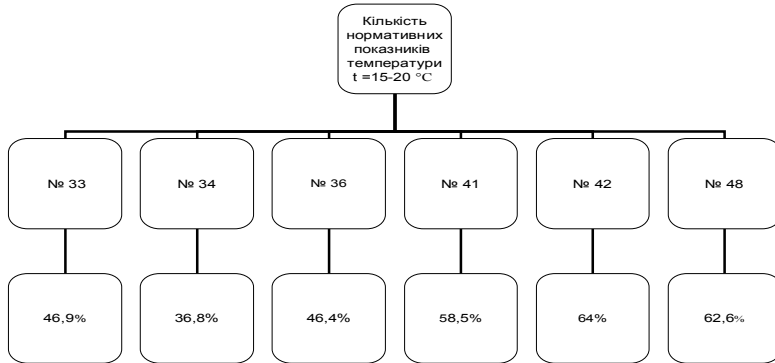 Кількість
нормативних
показників
температури
t =15-20 °C
№ 33
№ 34
№ 36
№ 41
№ 42
№ 48
46,9%
36,8%
46,4%
58,5%
64%
62,6%